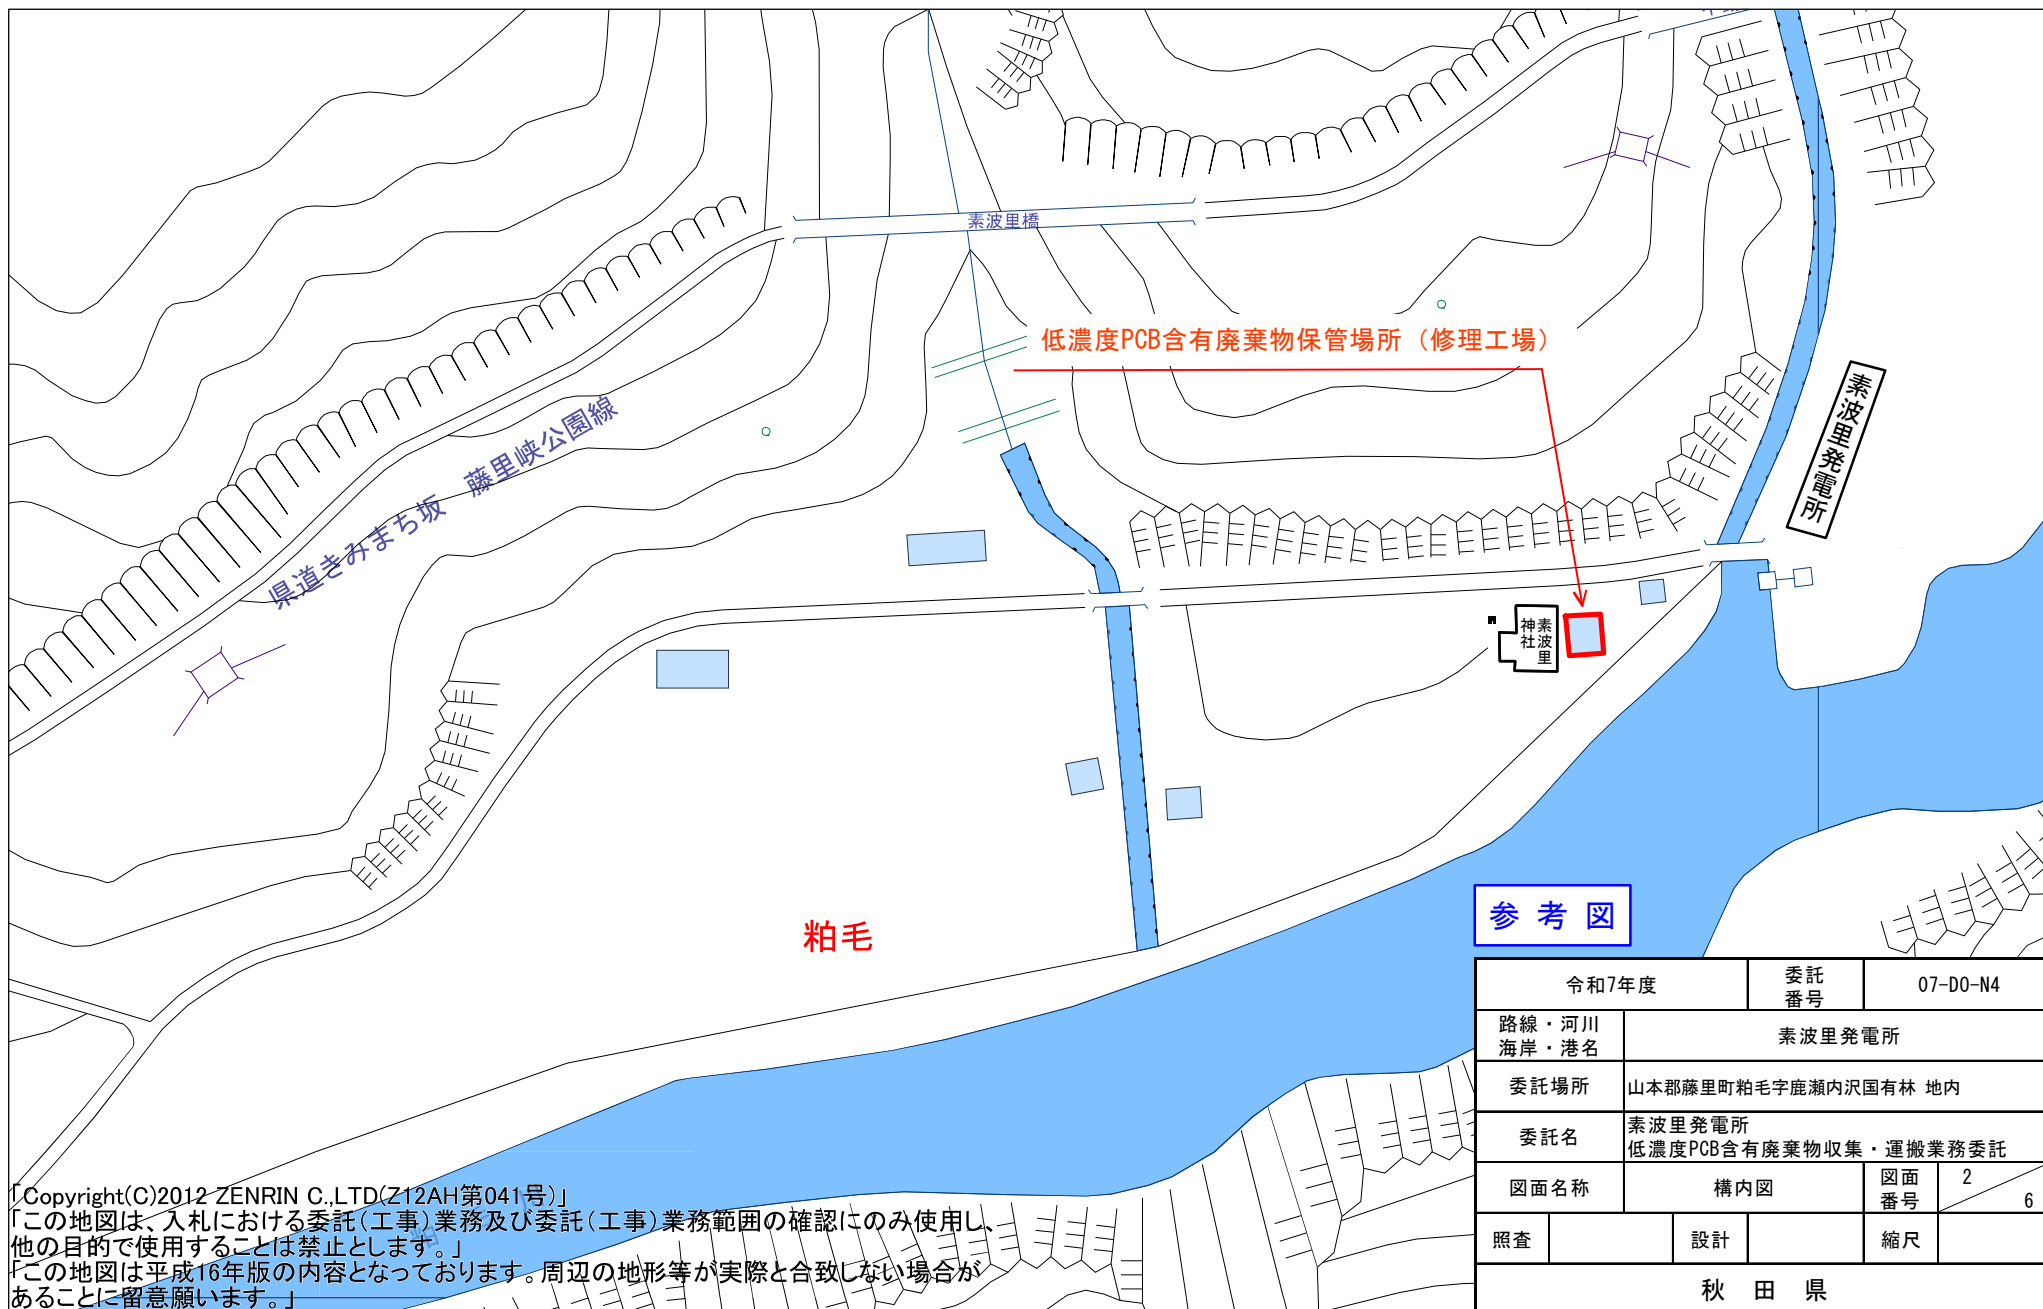 素波里橋
低濃度PCB含有廃棄物保管場所（修理工場）
県道きみまち坂　藤里峡公園線
素波里発電所
素波里
神社
粕毛
参 考 図
令和7年度 委託番号 07-DO-N4
路線・河川 海岸・港名 素波里発電所
委託場所 山本郡藤里町粕毛字鹿瀬内沢国有林 地内
委託名 素波里発電所
低濃度PCB含有廃棄物収集・運搬業務委託
図面名称 構内図 図面番号 2 6
照査 設計 縮尺
秋 田 県
「Copyright(C)2012 ZENRIN C.,LTD(Z12AH第041号)」
「この地図は、入札における委託(工事)業務及び委託(工事)業務範囲の確認にのみ使用し、
他の目的で使用することは禁止とします。」
「この地図は平成16年版の内容となっております。周辺の地形等が実際と合致しない場合が
あることに留意願います。」